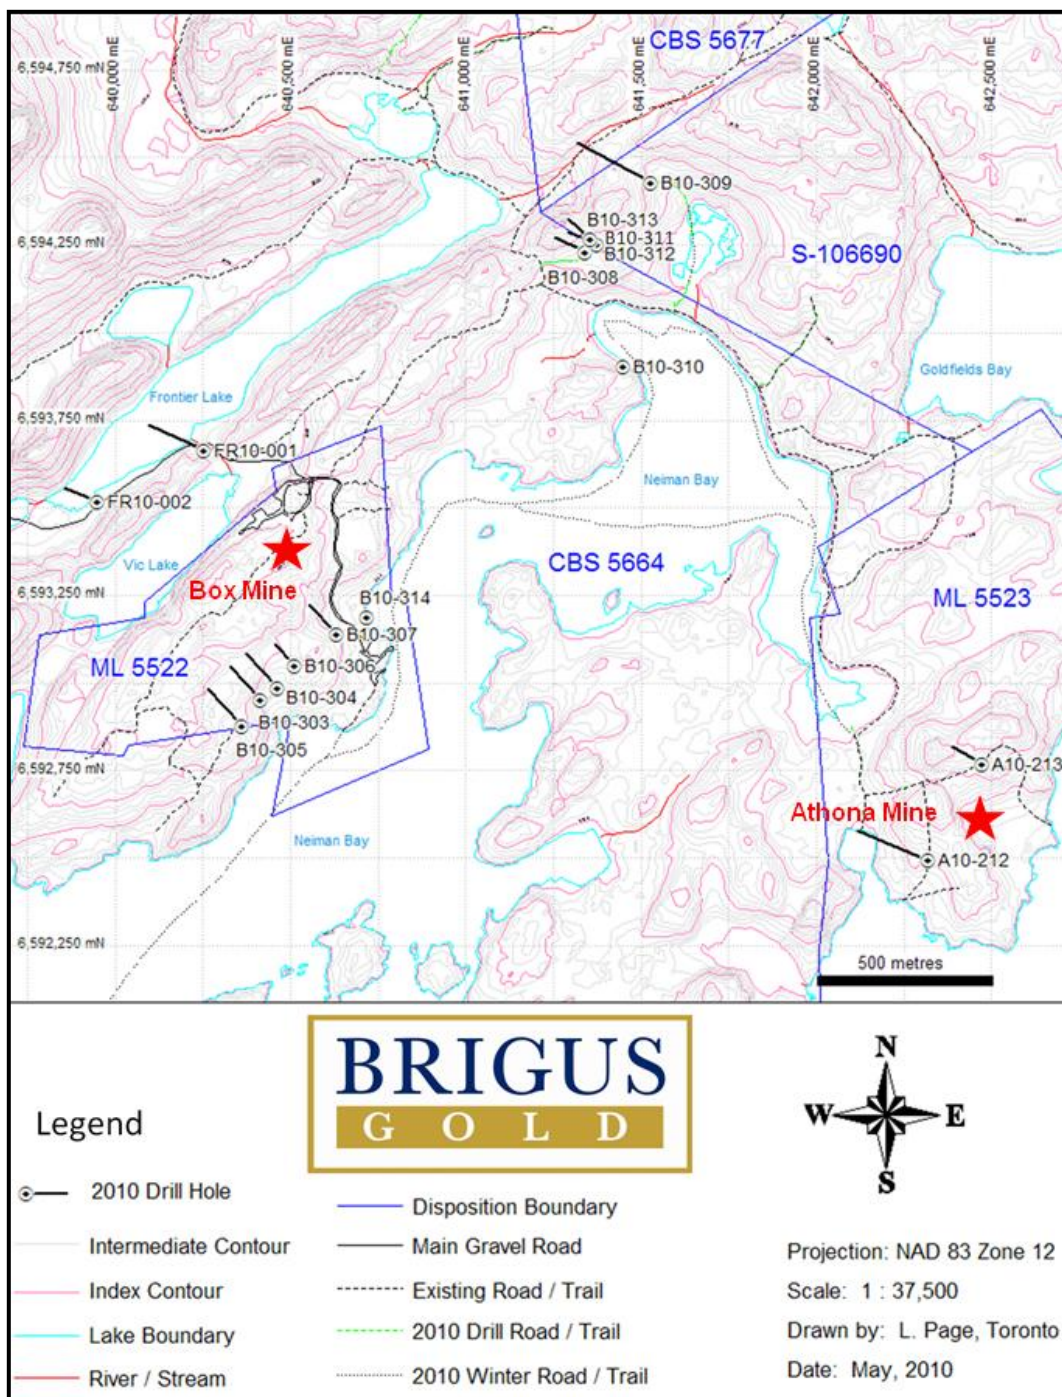 CBS 5677
6,594,750 mN
640,000 mE
640,500 mE
641,000 mE
641,500 mE
642,000 mE
642,500 mE
B10-309
B10-313
B10-311
B10-312
B10-308
6,594,250 mN
S-106690
B10-310
Goldfields Bay
Frontier Lake
6,593,750 mN
FR10-001
FR10-002
Neiman Bay
CBS 5664
Vic Lake
Box Mine
6,593,250 mN
B10-314
ML 5523
B10-307
ML 5522
B10-306
B10-304
B10-303
B10-305
6,592,750 mN
A10-213
Athona Mine
Neiman Bay
A10-212
6,592,250 mN
500 metres
BRIGUS
GOLD
N
W E
S
Legend
2010 Drill Hole
Intermediate Contour
Index Contour
Lake Boundary
River / Stream
Disposition Boundary
Main Gravel Road
Existing Road / Trail
2010 Drill Road / Trail
2010 Winter Road / Trail
Projection: NAD 83 Zone 12
Scale: 1 : 37,500
Drawn by: L. Page, Toronto
Date: May, 2010